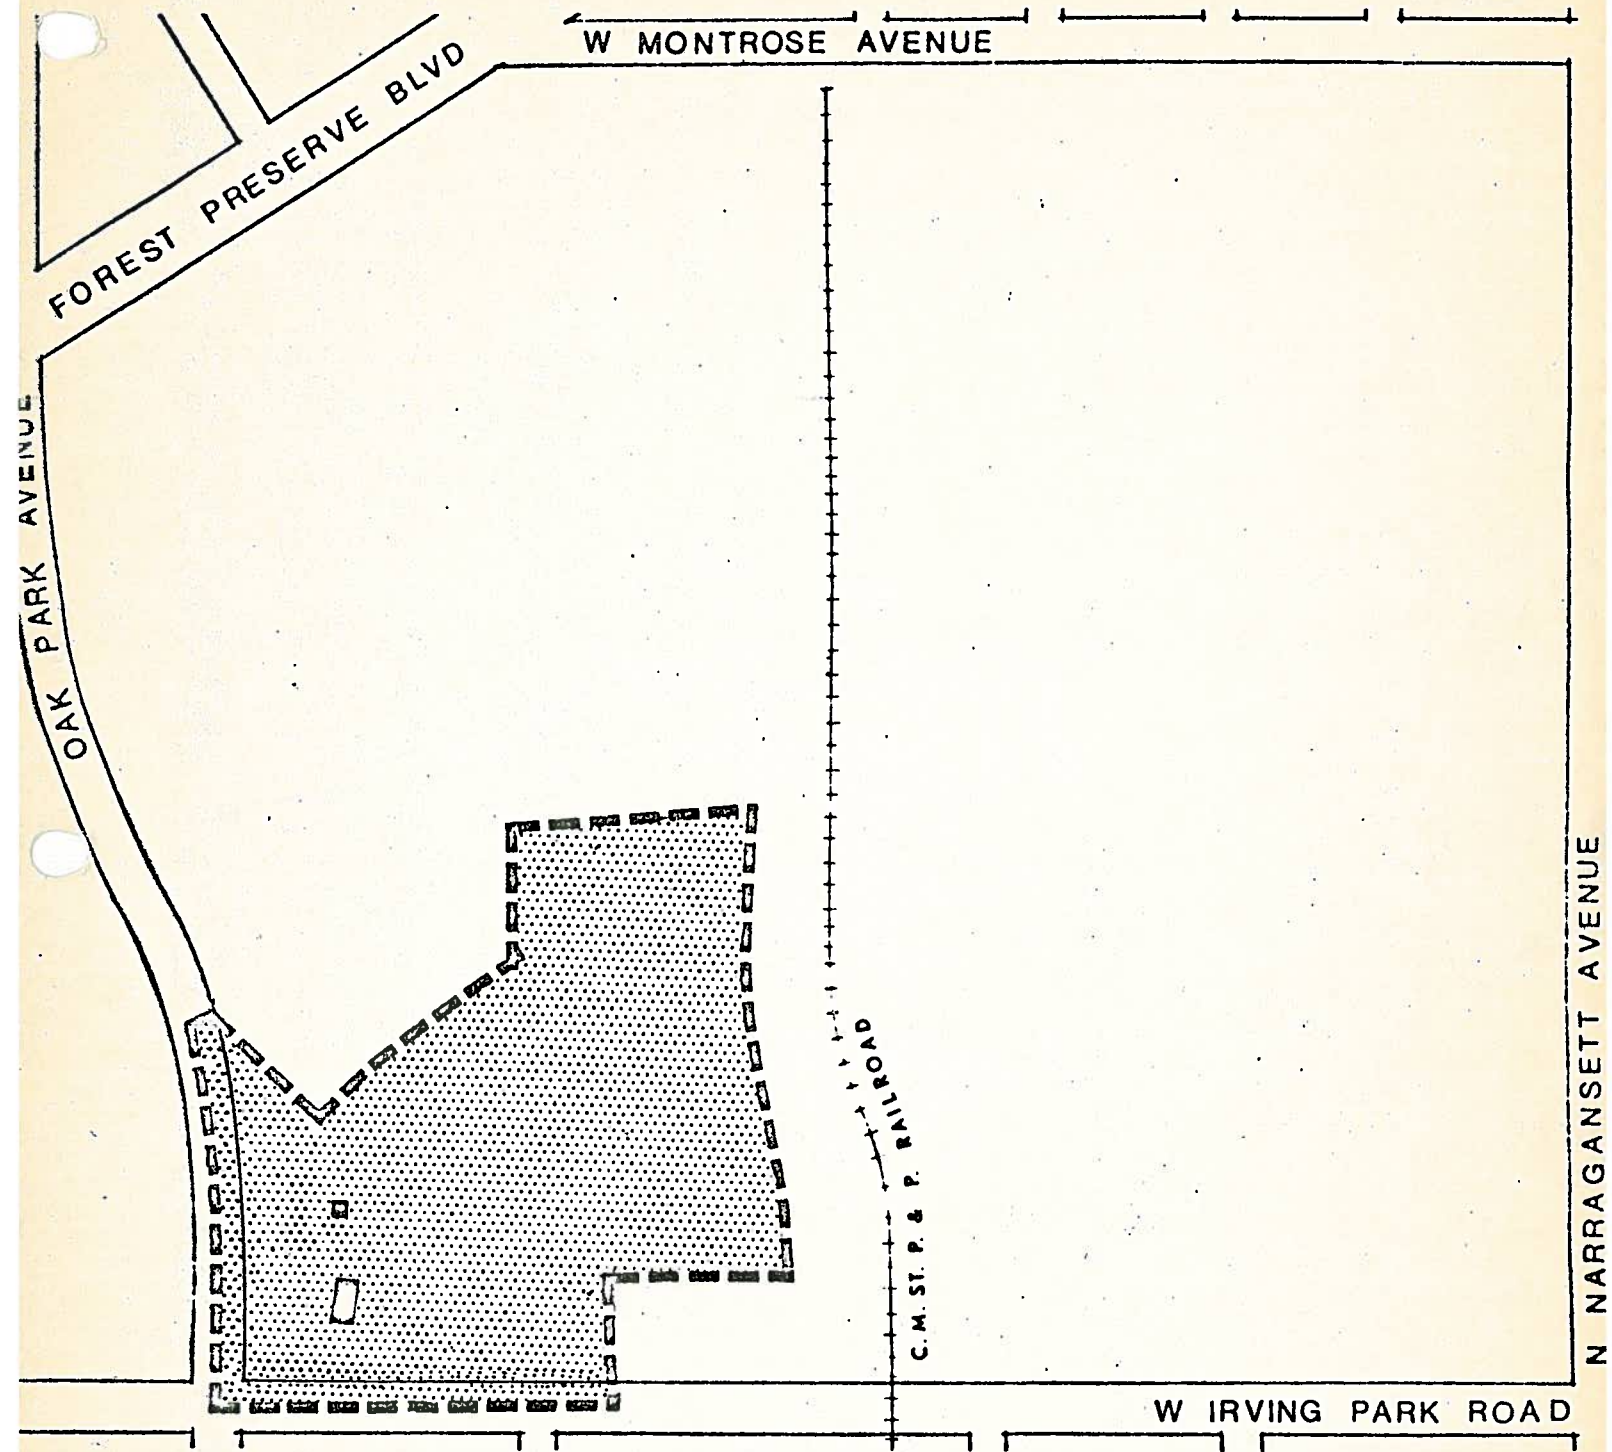 W MONTROSE AVENUE
FOREST PRESERVE BLVD
OAK PARK AVENUE
C.M. ST. P. & P. RAILROAD
N NARRAGANSETT AVENUE
W IRVING PARK ROAD